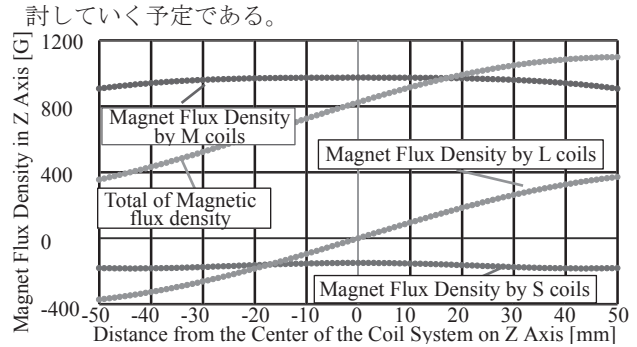 討していく予定である。
1200
800
400
0
-400
Magnet Flux Density in Z Axis [G]
Magnet Flux Density
by M coils
Magnet Flux Density by L coils
Total of Magnetic
flux density
Magnet Flux Density by S coils
-50 -40 -30 -20 -10 0 10 20 30 40 50
Distance from the Center of the Coil System on Z Axis [mm]